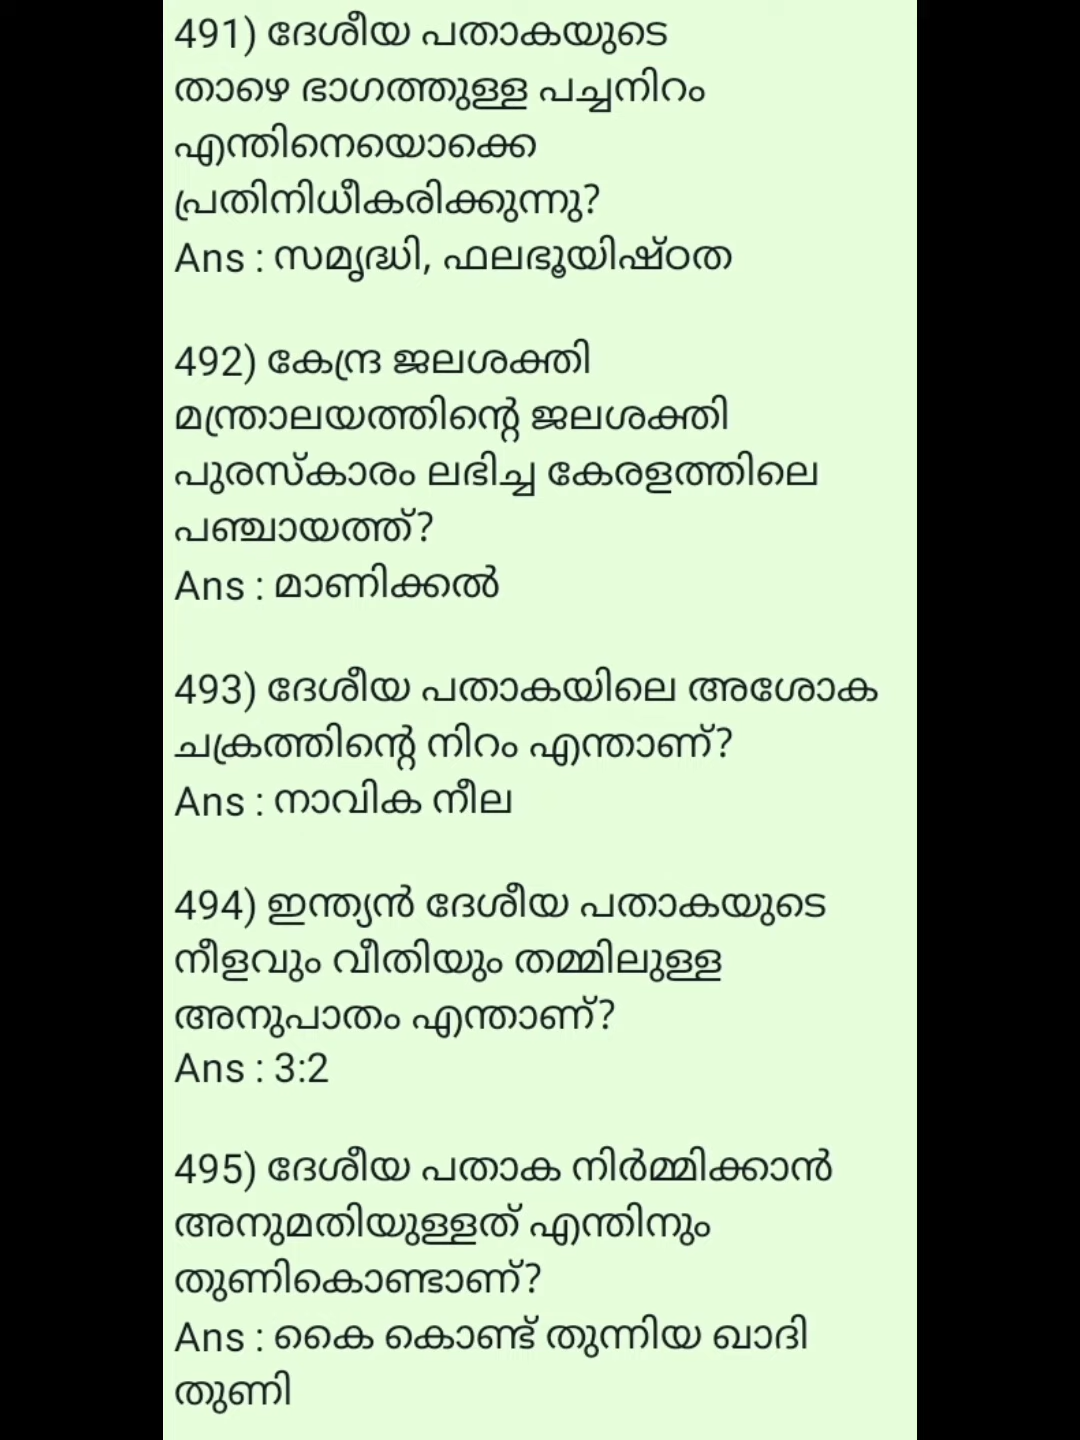 491) ദേശീയ പതാകയുടെ
താഴെ ഭാഗത്തുള്ള പച്ചനിറം
എന്തിനെയൊക്കെ
പ്രതിനിധീകരിക്കുന്നു?
Ans : സമൃദ്ധി, ഫലഭൂയിഷ്ഠത
492) കേന്ദ്ര ജലശക്തി
മന്ത്രാലയത്തിന്റെ ജലശക്തി
പുരസ്കാരം ലഭിച്ച കേരളത്തിലെ
പഞ്ചായത്ത്?
Ans : മാണിക്കൽ
493) ദേശീയ പതാകയിലെ അശോക
ചക്രത്തിന്റെ നിറം എന്താണ്?
Ans : നാവിക നീല
494) ഇന്ത്യൻ ദേശീയ പതാകയുടെ
നീളവും വീതിയും തമ്മിലുള്ള
അനുപാതം എന്താണ്?
Ans : 3:2
495) ദേശീയ പതാക നിർമ്മിക്കാൻ
അനുമതിയുള്ളത് എന്തിനും
തുണികൊണ്ടാണ്?
Ans : കൈ കൊണ്ട് തുന്നിയ ഖാദി
തുണി